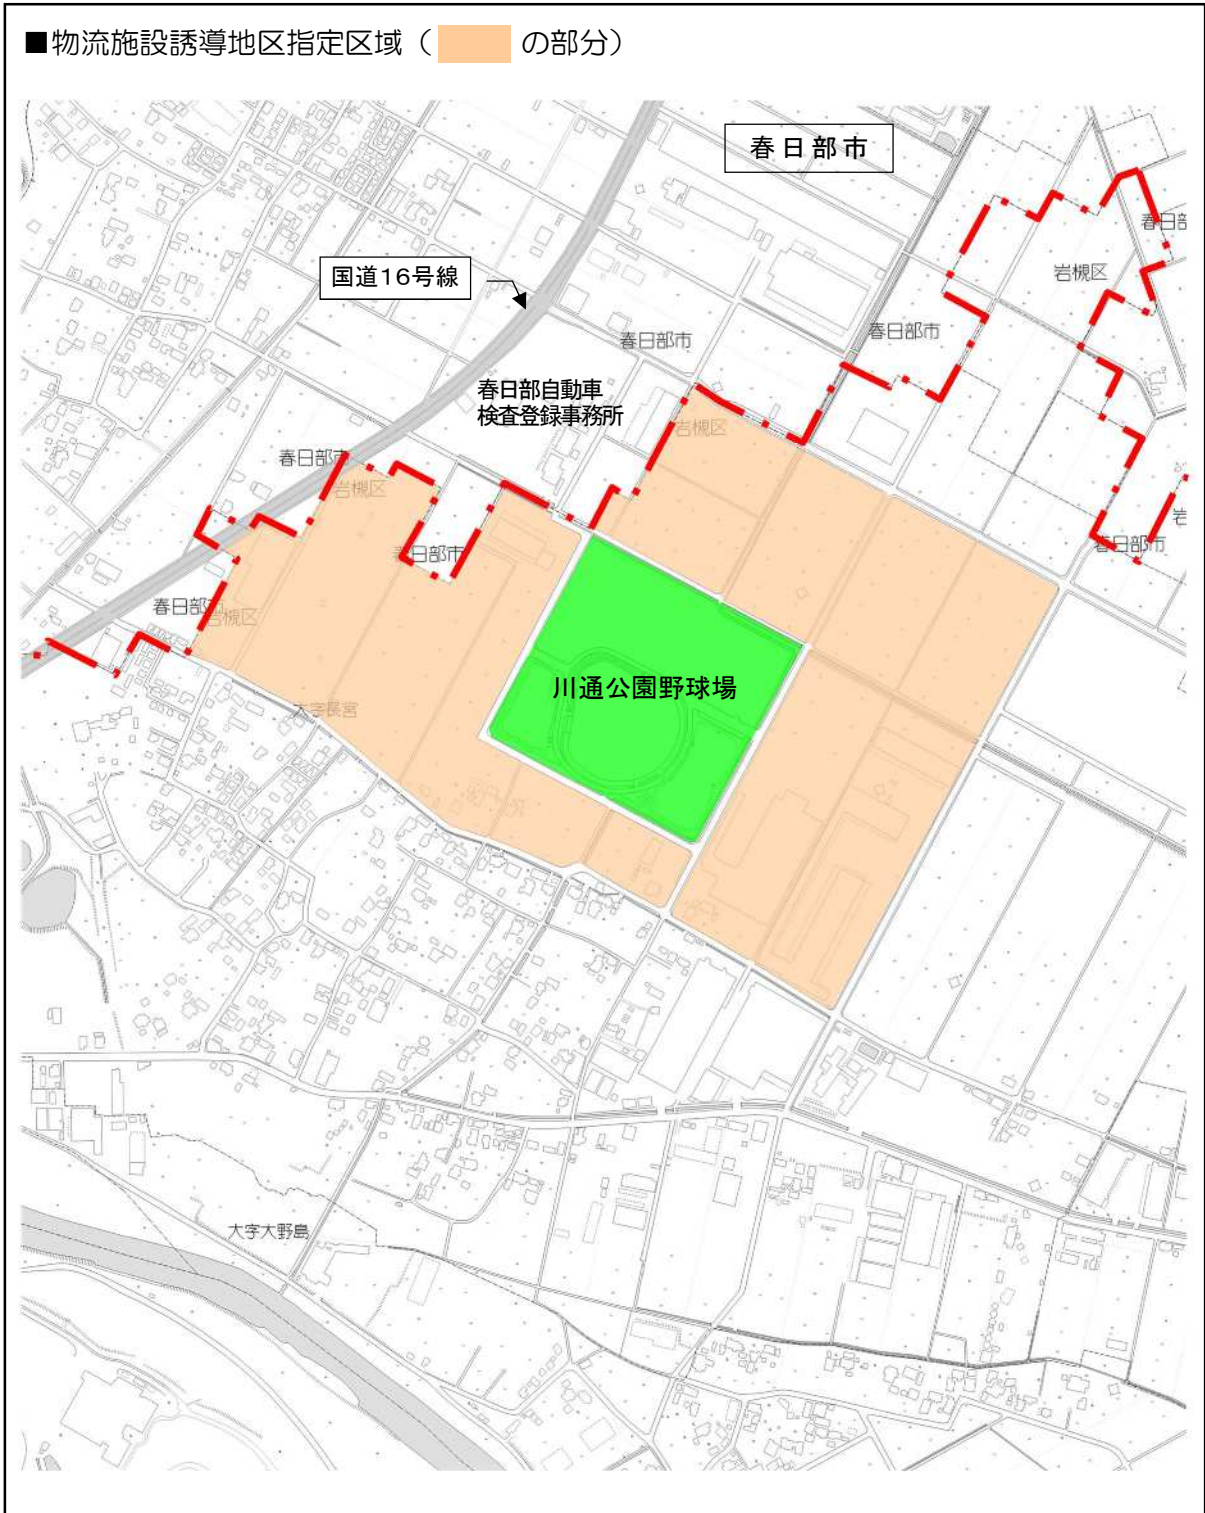 ■物流施設誘導地区指定区域（ の部分）
春日部市
春日部
岩槻区
国道16号線
春日部市
春日部市
春日部自動車
検査登録事務所
岩槻区
春日部市
岩槻区
岩
春日部市
春日部市
春日部市
岩槻区
川通公園野球場
大字長宮
大字大野島